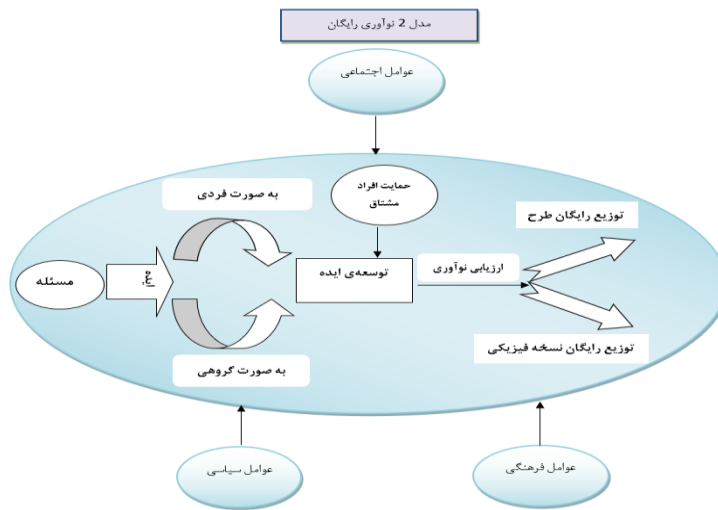 مدل 2 نوآوری رایگان
عوامل اجتماعی
حمایت افراد
مشتاق
به صورت فردی
توزیع رایگان طرح
ارزیابی نوآوری
توسعه‌ی ایده
ایده
مسئله
توزیع رایگان نسخه فیزیکی
به صورت گروهی
عوامل فرهنگی
عوامل سیاسی